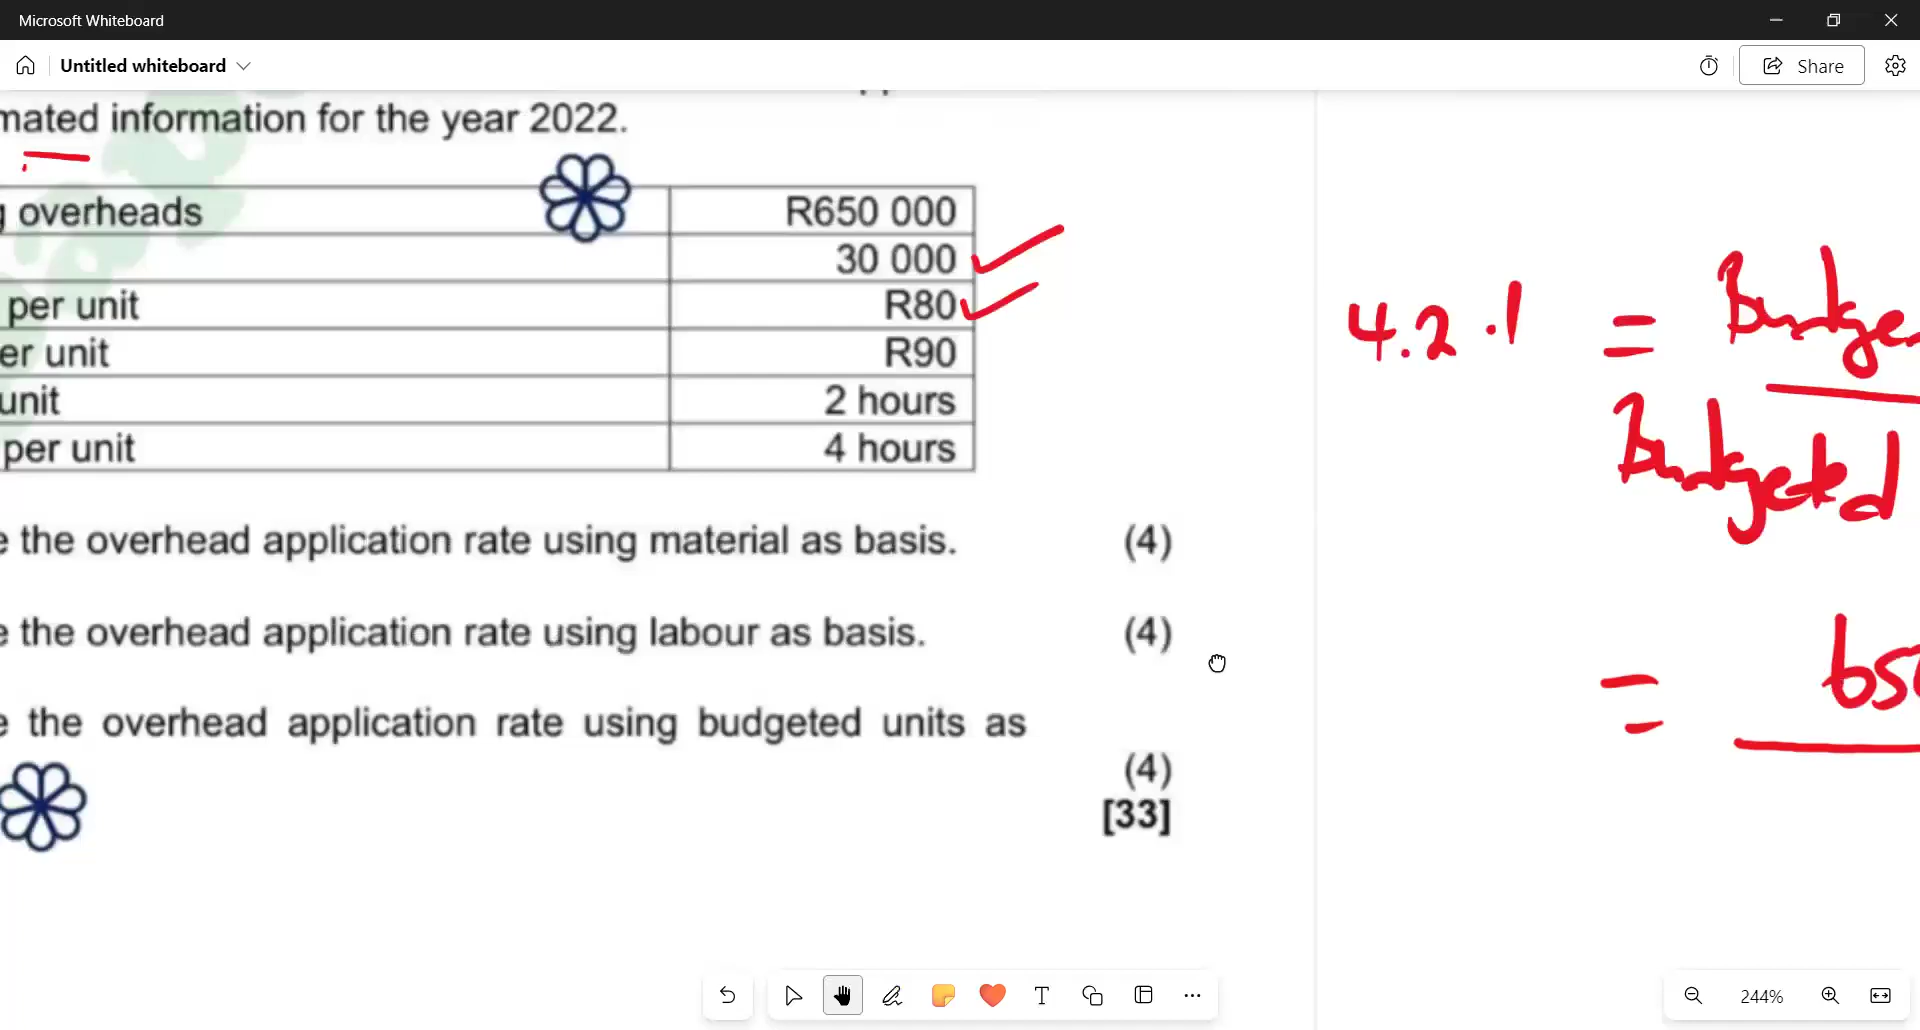 Microsoft Whiteboard
Untitled whiteboard
Share
mated information for the year 2022.
g overheads R650 000
30 000
per unit R80
er unit R90
unit 2 hours
per unit 4 hours
e the overhead application rate using material as basis. (4)
e the overhead application rate using labour as basis. (4)
e the overhead application rate using budgeted units as
(4)
[33]
4.2.1 = Budge
Budgeted
= 650
244%